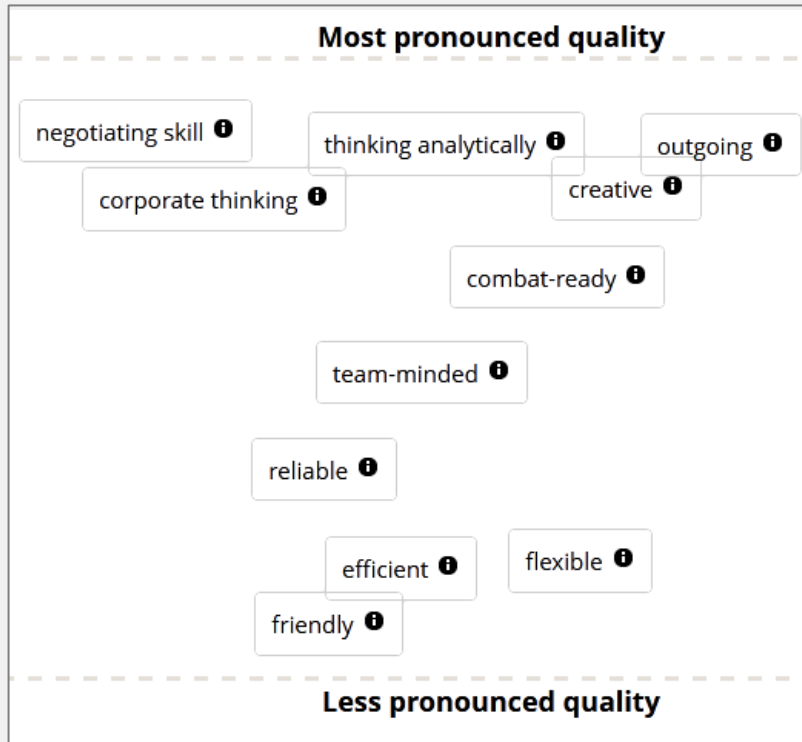 Most pronounced quality
negotiating skill
thinking analytically
outgoing
corporate thinking
creative
combat-ready
team-minded
reliable
efficient
flexible
friendly
Less pronounced quality